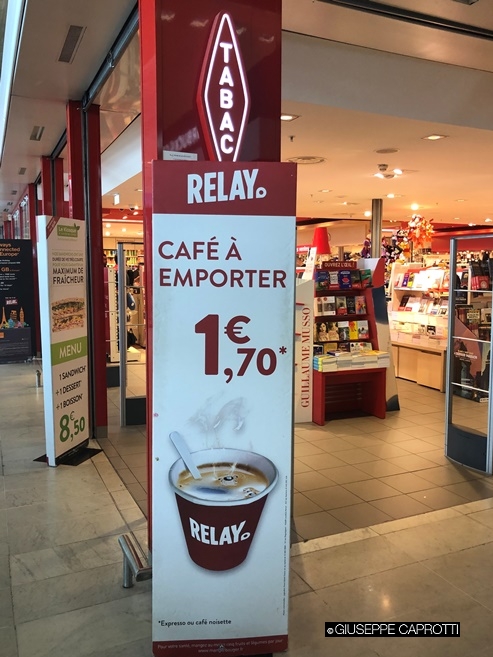 TABAC
RELAY
CAFÉ À
EMPORTER
1€
,70*
RELAY
*Espresso ou café noisette
MAXIMUM DE
FRAÎCHEUR
MENU
1 SANDWICH
+ 1 DESSERT
+ 1 BOISSON
8€,50
GUILLAUME MUSSO
©GIUSEPPE CAPROTTI